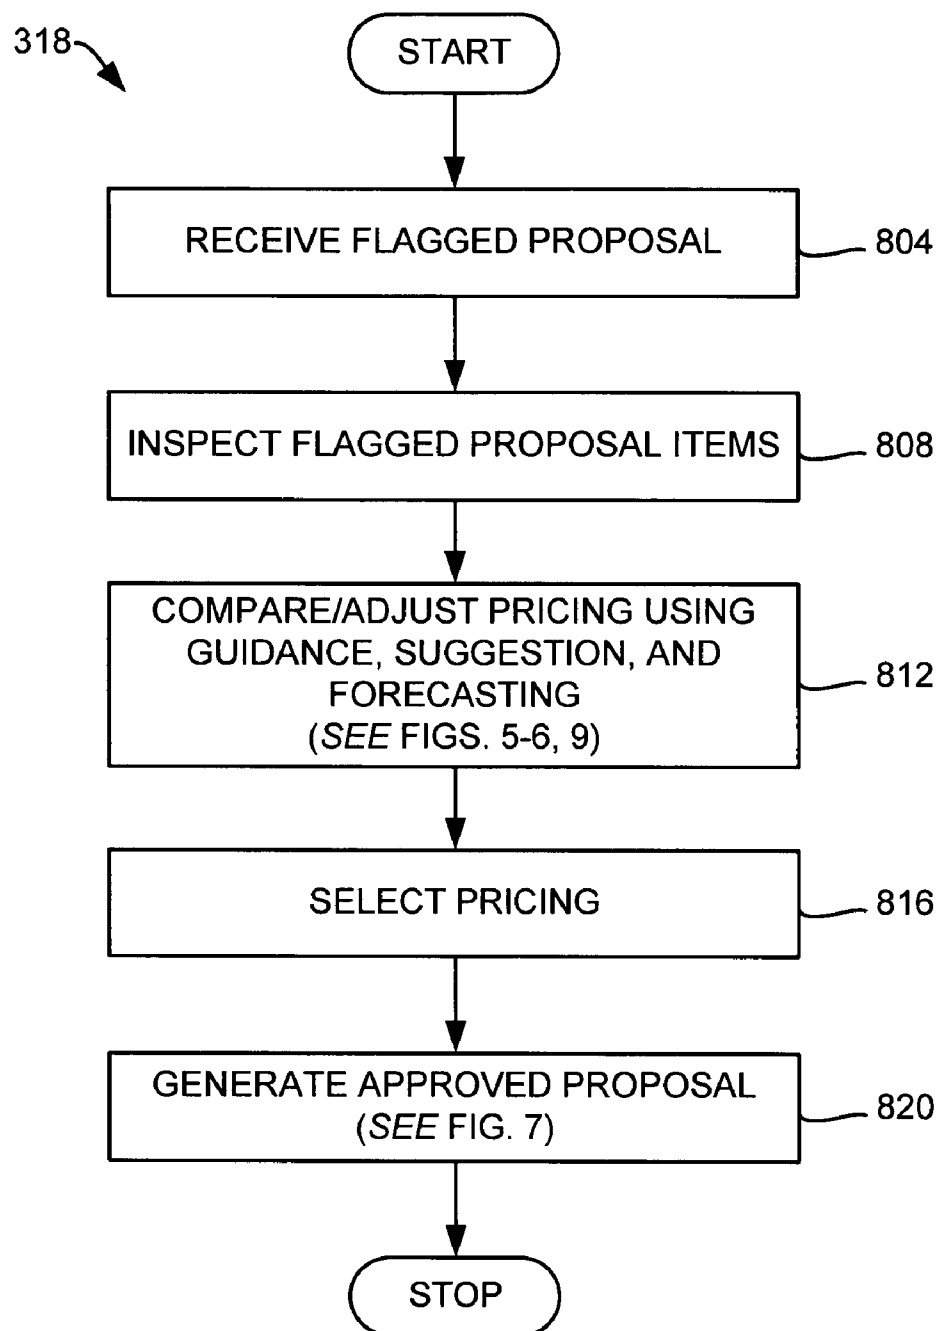 318
START
RECEIVE FLAGGED PROPOSAL
804
INSPECT FLAGGED PROPOSAL ITEMS
808
COMPARE/ADJUST PRICING USING
GUIDANCE, SUGGESTION, AND
FORECASTING
(SEE FIGS. 5-6, 9)
812
SELECT PRICING
816
GENERATE APPROVED PROPOSAL
(SEE FIG. 7)
820
STOP